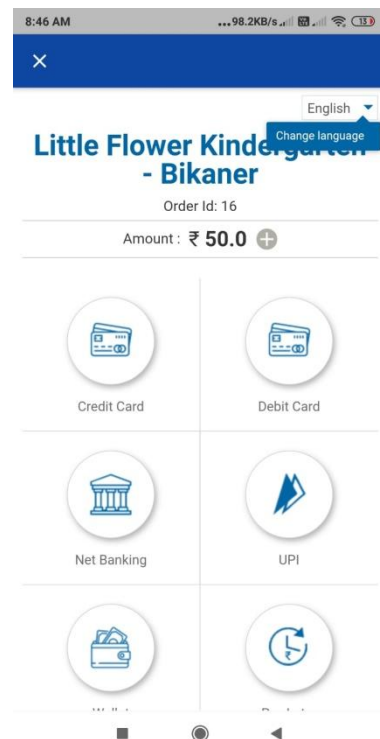 8:46 AM ...98.2KB/s 13
English
Change language
Little Flower Kindergarten
- Bikaner
Order Id: 16
Amount : ₹ 50.0
Credit Card
Debit Card
Net Banking
UPI